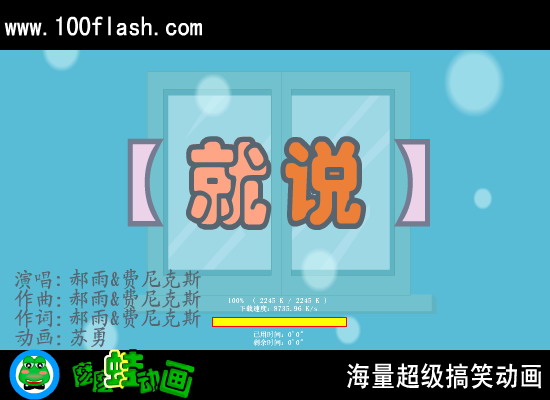 www.100flash.com
【就说】
演唱：郝雨&费尼克斯
作曲：郝雨&费尼克斯
作词：郝雨&费尼克斯
动画：苏勇
100% ( 2245 K / 2245 K )
下载速度：8735.96 K/s
已用时间：0'0"
剩余时间：0'0"
蛙动画
海量超级搞笑动画